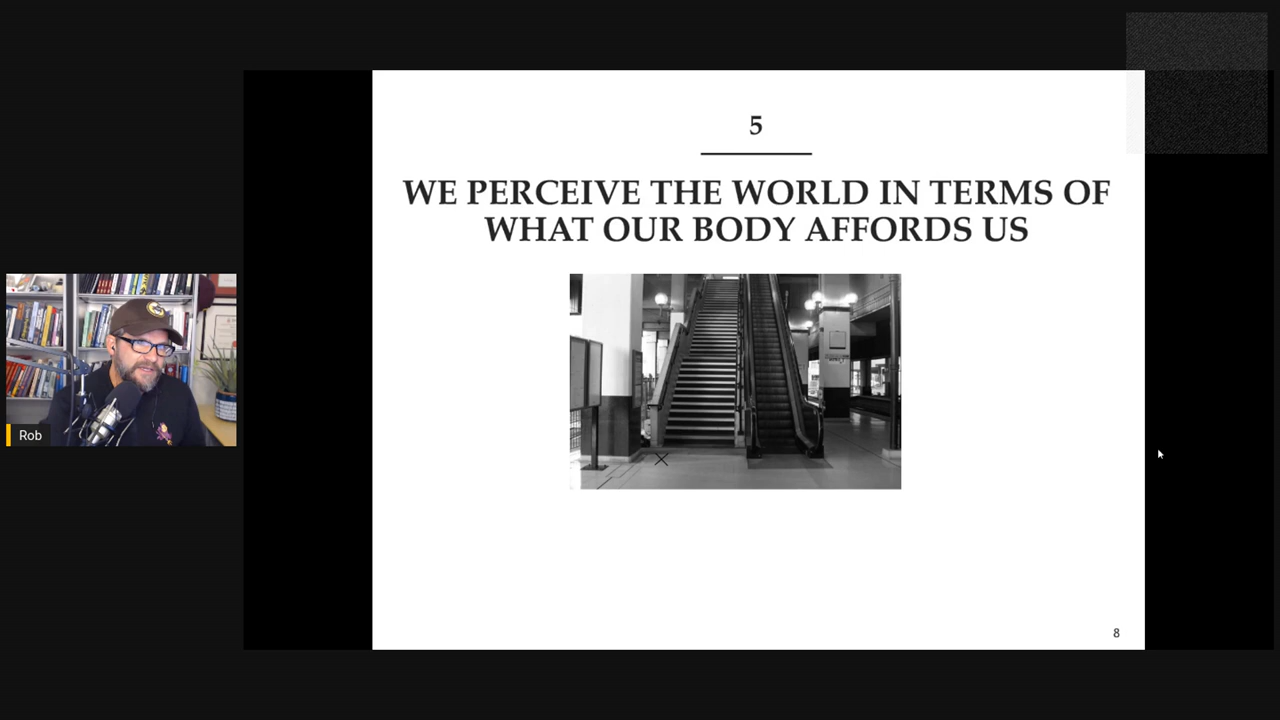 5
WE PERCEIVE THE WORLD IN TERMS OF
WHAT OUR BODY AFFORDS US
Rob
8